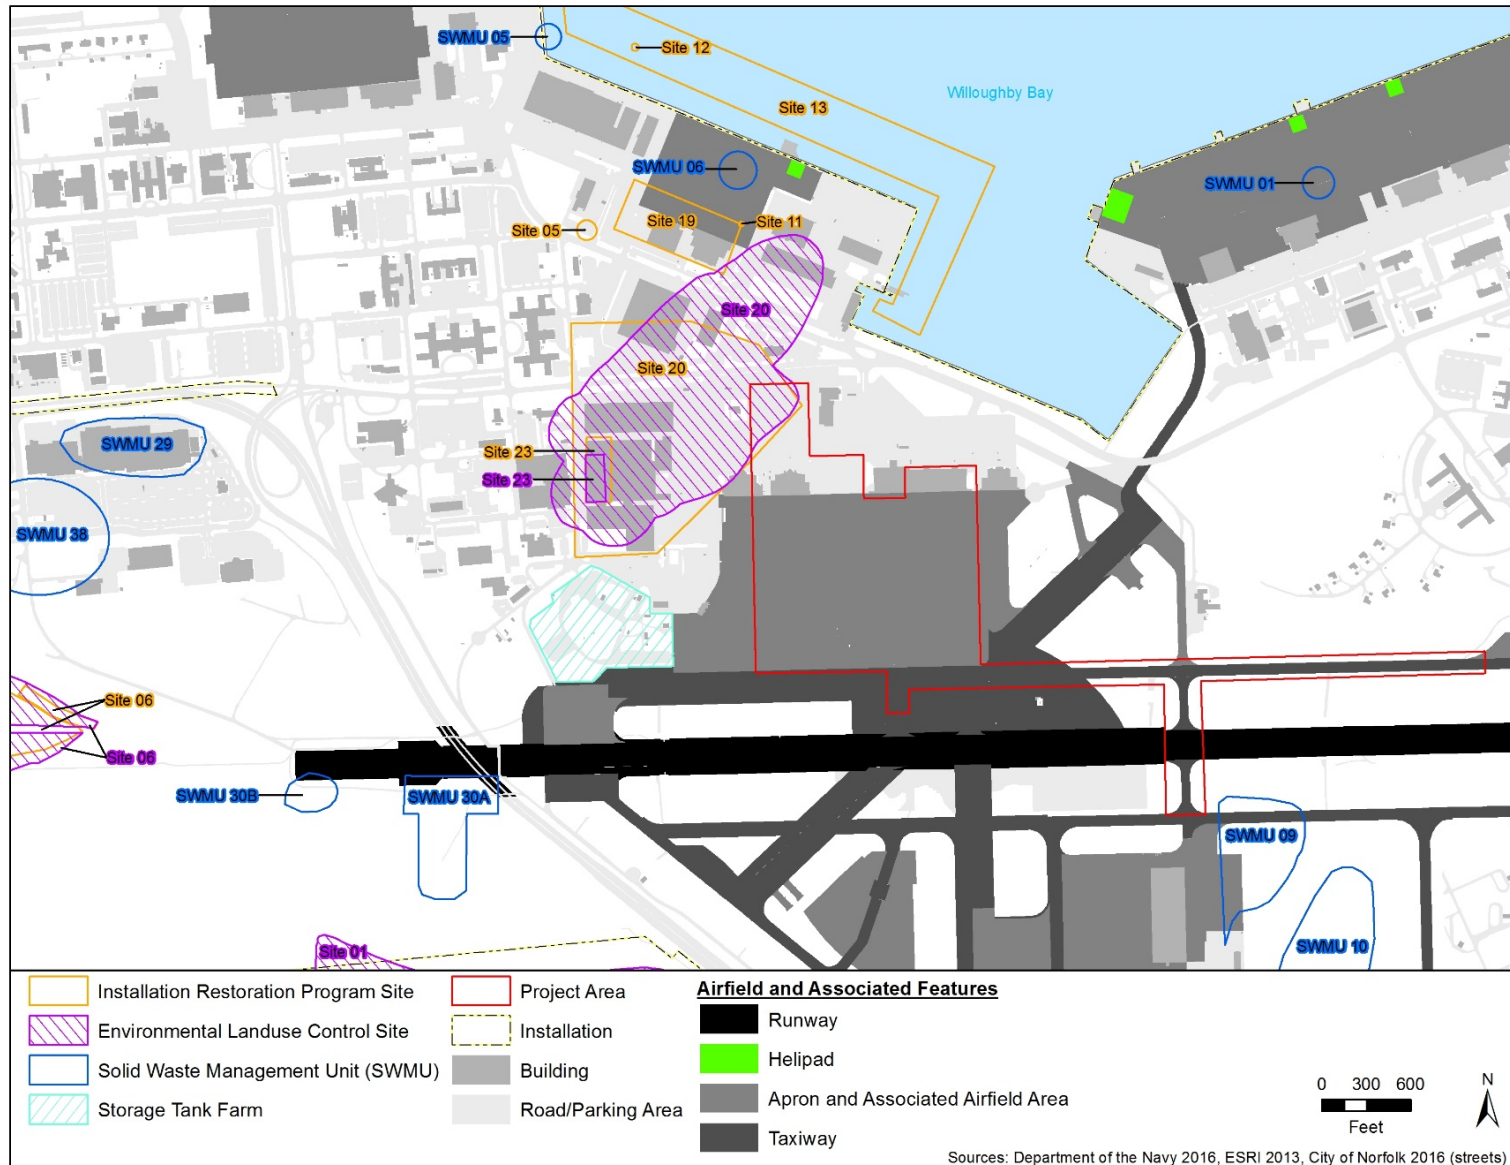 SWMU 05
Site 12
Willoughby Bay
Site 13
SWMU 06
SWMU 01
Site 19
Site 11
Site 05
Site 20
Site 20
SWMU 29
Site 23
Site 23
SWMU 38
Site 06
Site 06
SWMU 30B
SWMU 30A
SWMU 09
SWMU 10
Site 01
Installation Restoration Program Site
Environmental Landuse Control Site
Solid Waste Management Unit (SWMU)
Storage Tank Farm
Project Area
Installation
Building
Road/Parking Area
Airfield and Associated Features
Runway
Helipad
Apron and Associated Airfield Area
Taxiway
0 300 600
Feet
N
Sources: Department of the Navy 2016, ESRI 2013, City of Norfolk 2016 (streets)